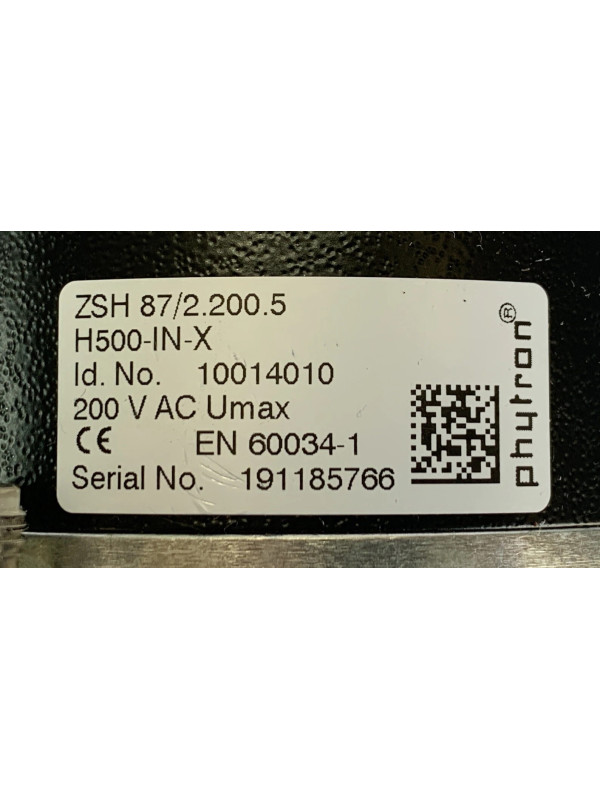 ZSH 87/2.200.5
H500-IN-X
Id. No. 10014010
200 V AC Umax
CE EN 60034-1
Serial No. 191185766
phytron®